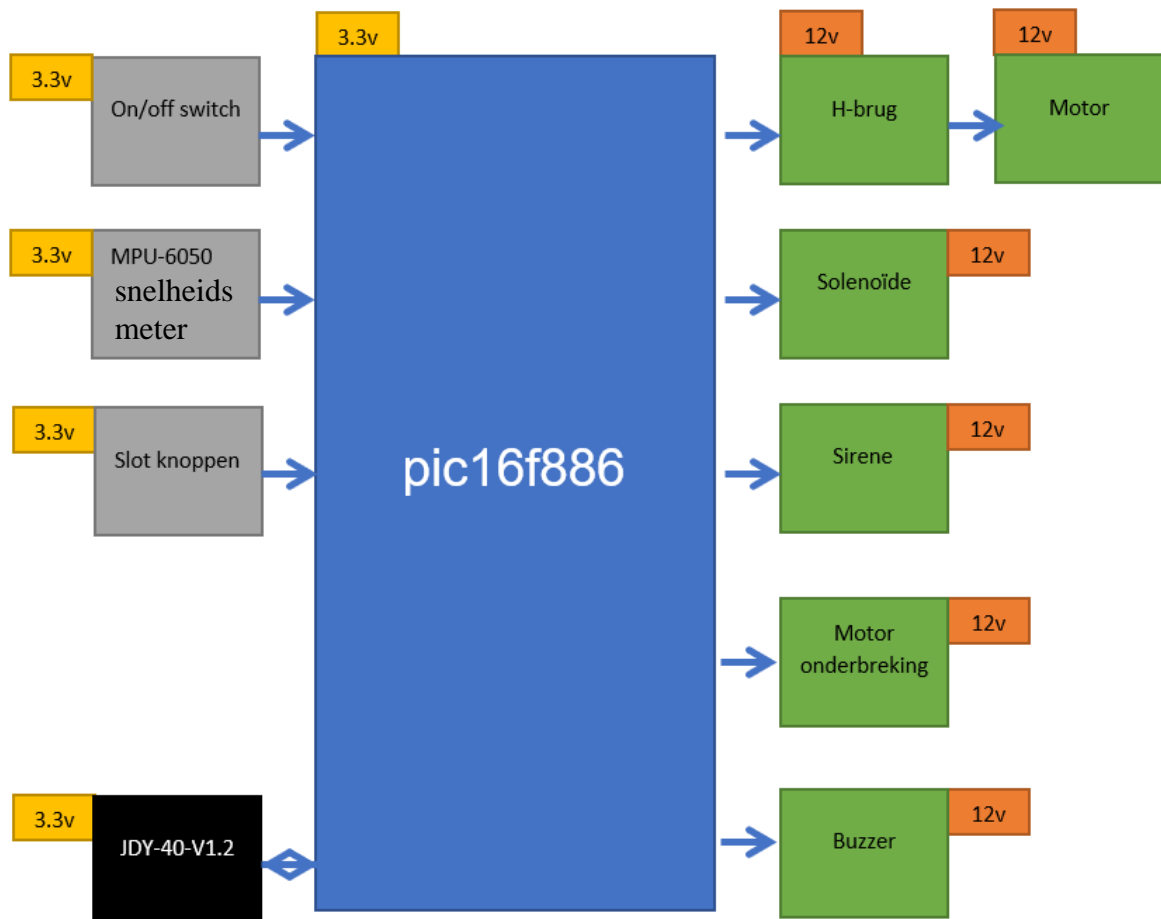 3.3v
12v
12v
3.3v
On/off switch
H-brug
Motor
3.3v
MPU-6050
snelheids
meter
Solenoïde
12v
3.3v
Slot knoppen
pic16f886
Sirene
12v
Motor
onderbreking
12v
3.3v
JDY-40-V1.2
Buzzer
12v